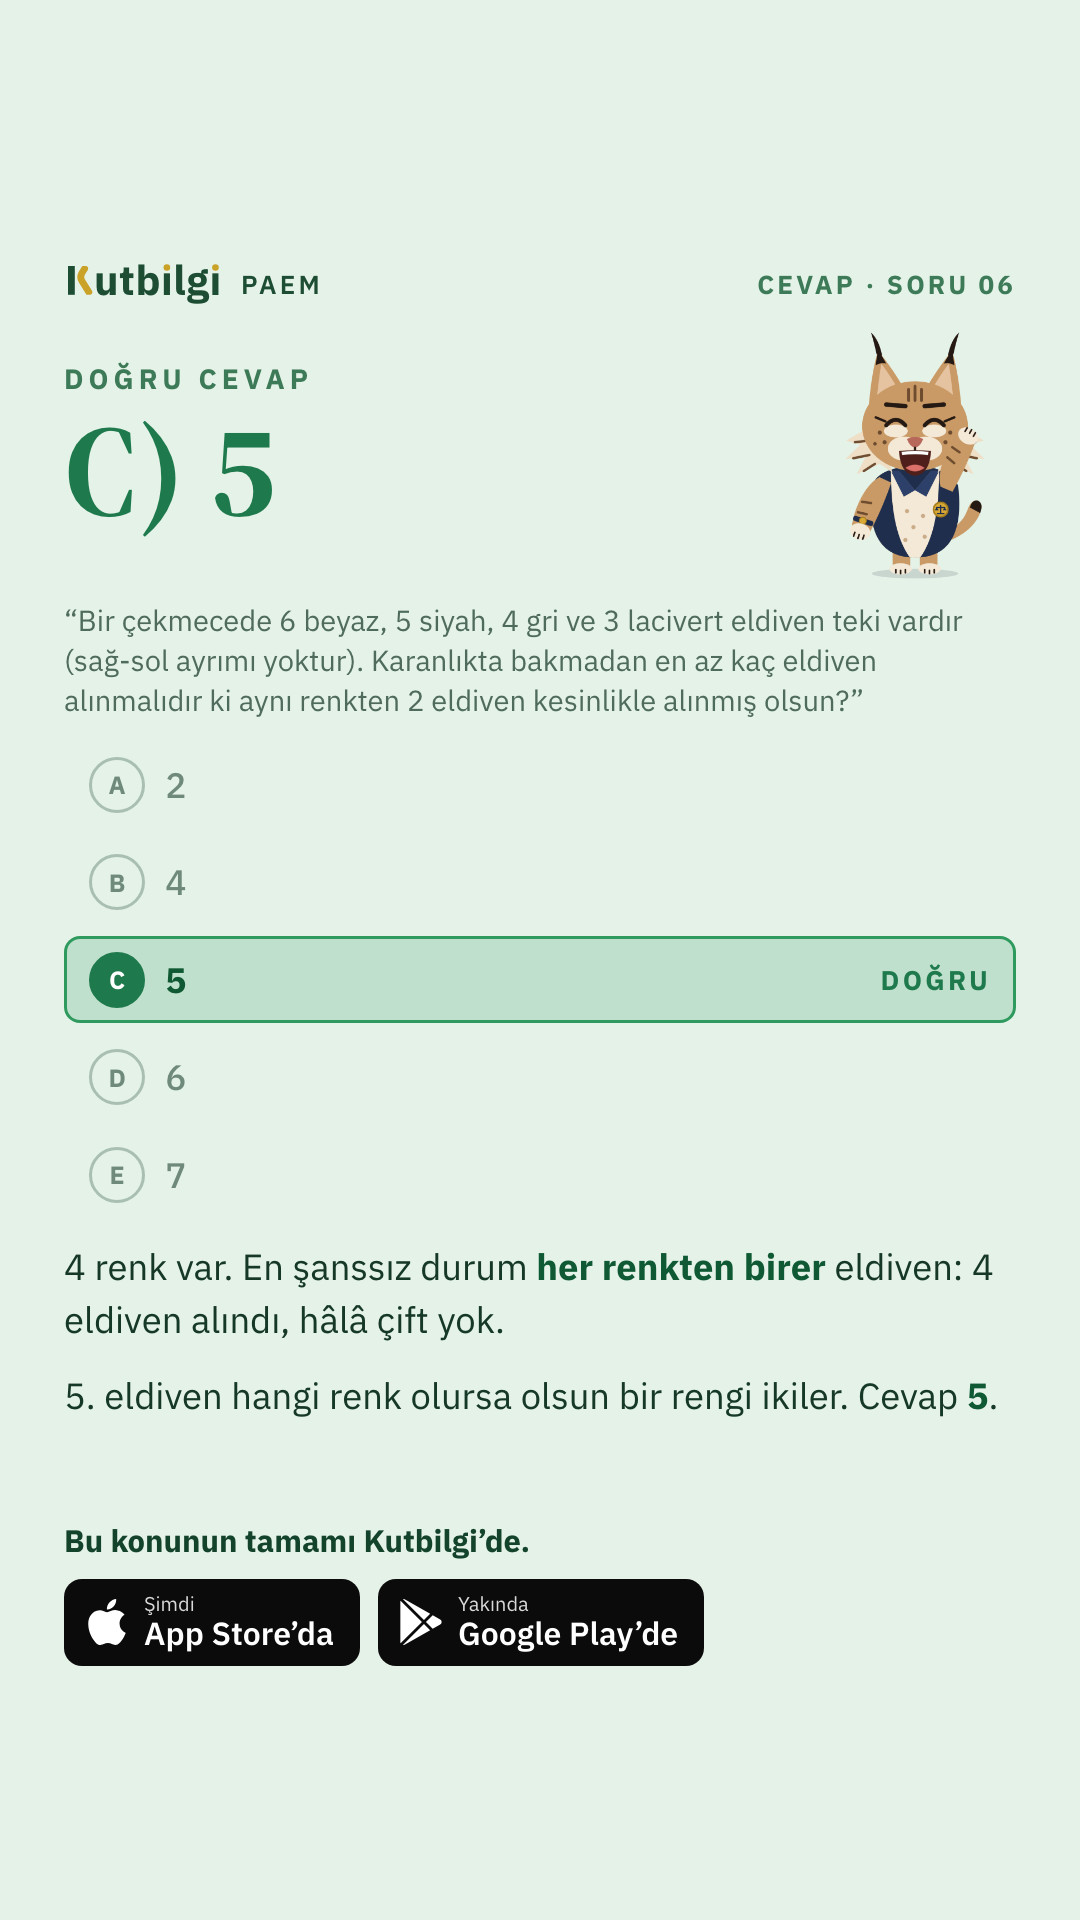 Kutbilgi PAEM
CEVAP · SORU 06
DOĞRU CEVAP
C) 5
“Bir çekmecede 6 beyaz, 5 siyah, 4 gri ve 3 lacivert eldiven teki vardır
(sağ-sol ayrımı yoktur). Karanlıkta bakmadan en az kaç eldiven
alınmalıdır ki aynı renkten 2 eldiven kesinlikle alınmış olsun?”
A 2
B 4
C 5 DOĞRU
D 6
E 7
4 renk var. En şanssız durum her renkten birer eldiven: 4
eldiven alındı, hâlâ çift yok.
5. eldiven hangi renk olursa olsun bir rengi ikiler. Cevap 5.
Bu konunun tamamı Kutbilgi’de.
Şimdi
App Store’da
Yakında
Google Play’de